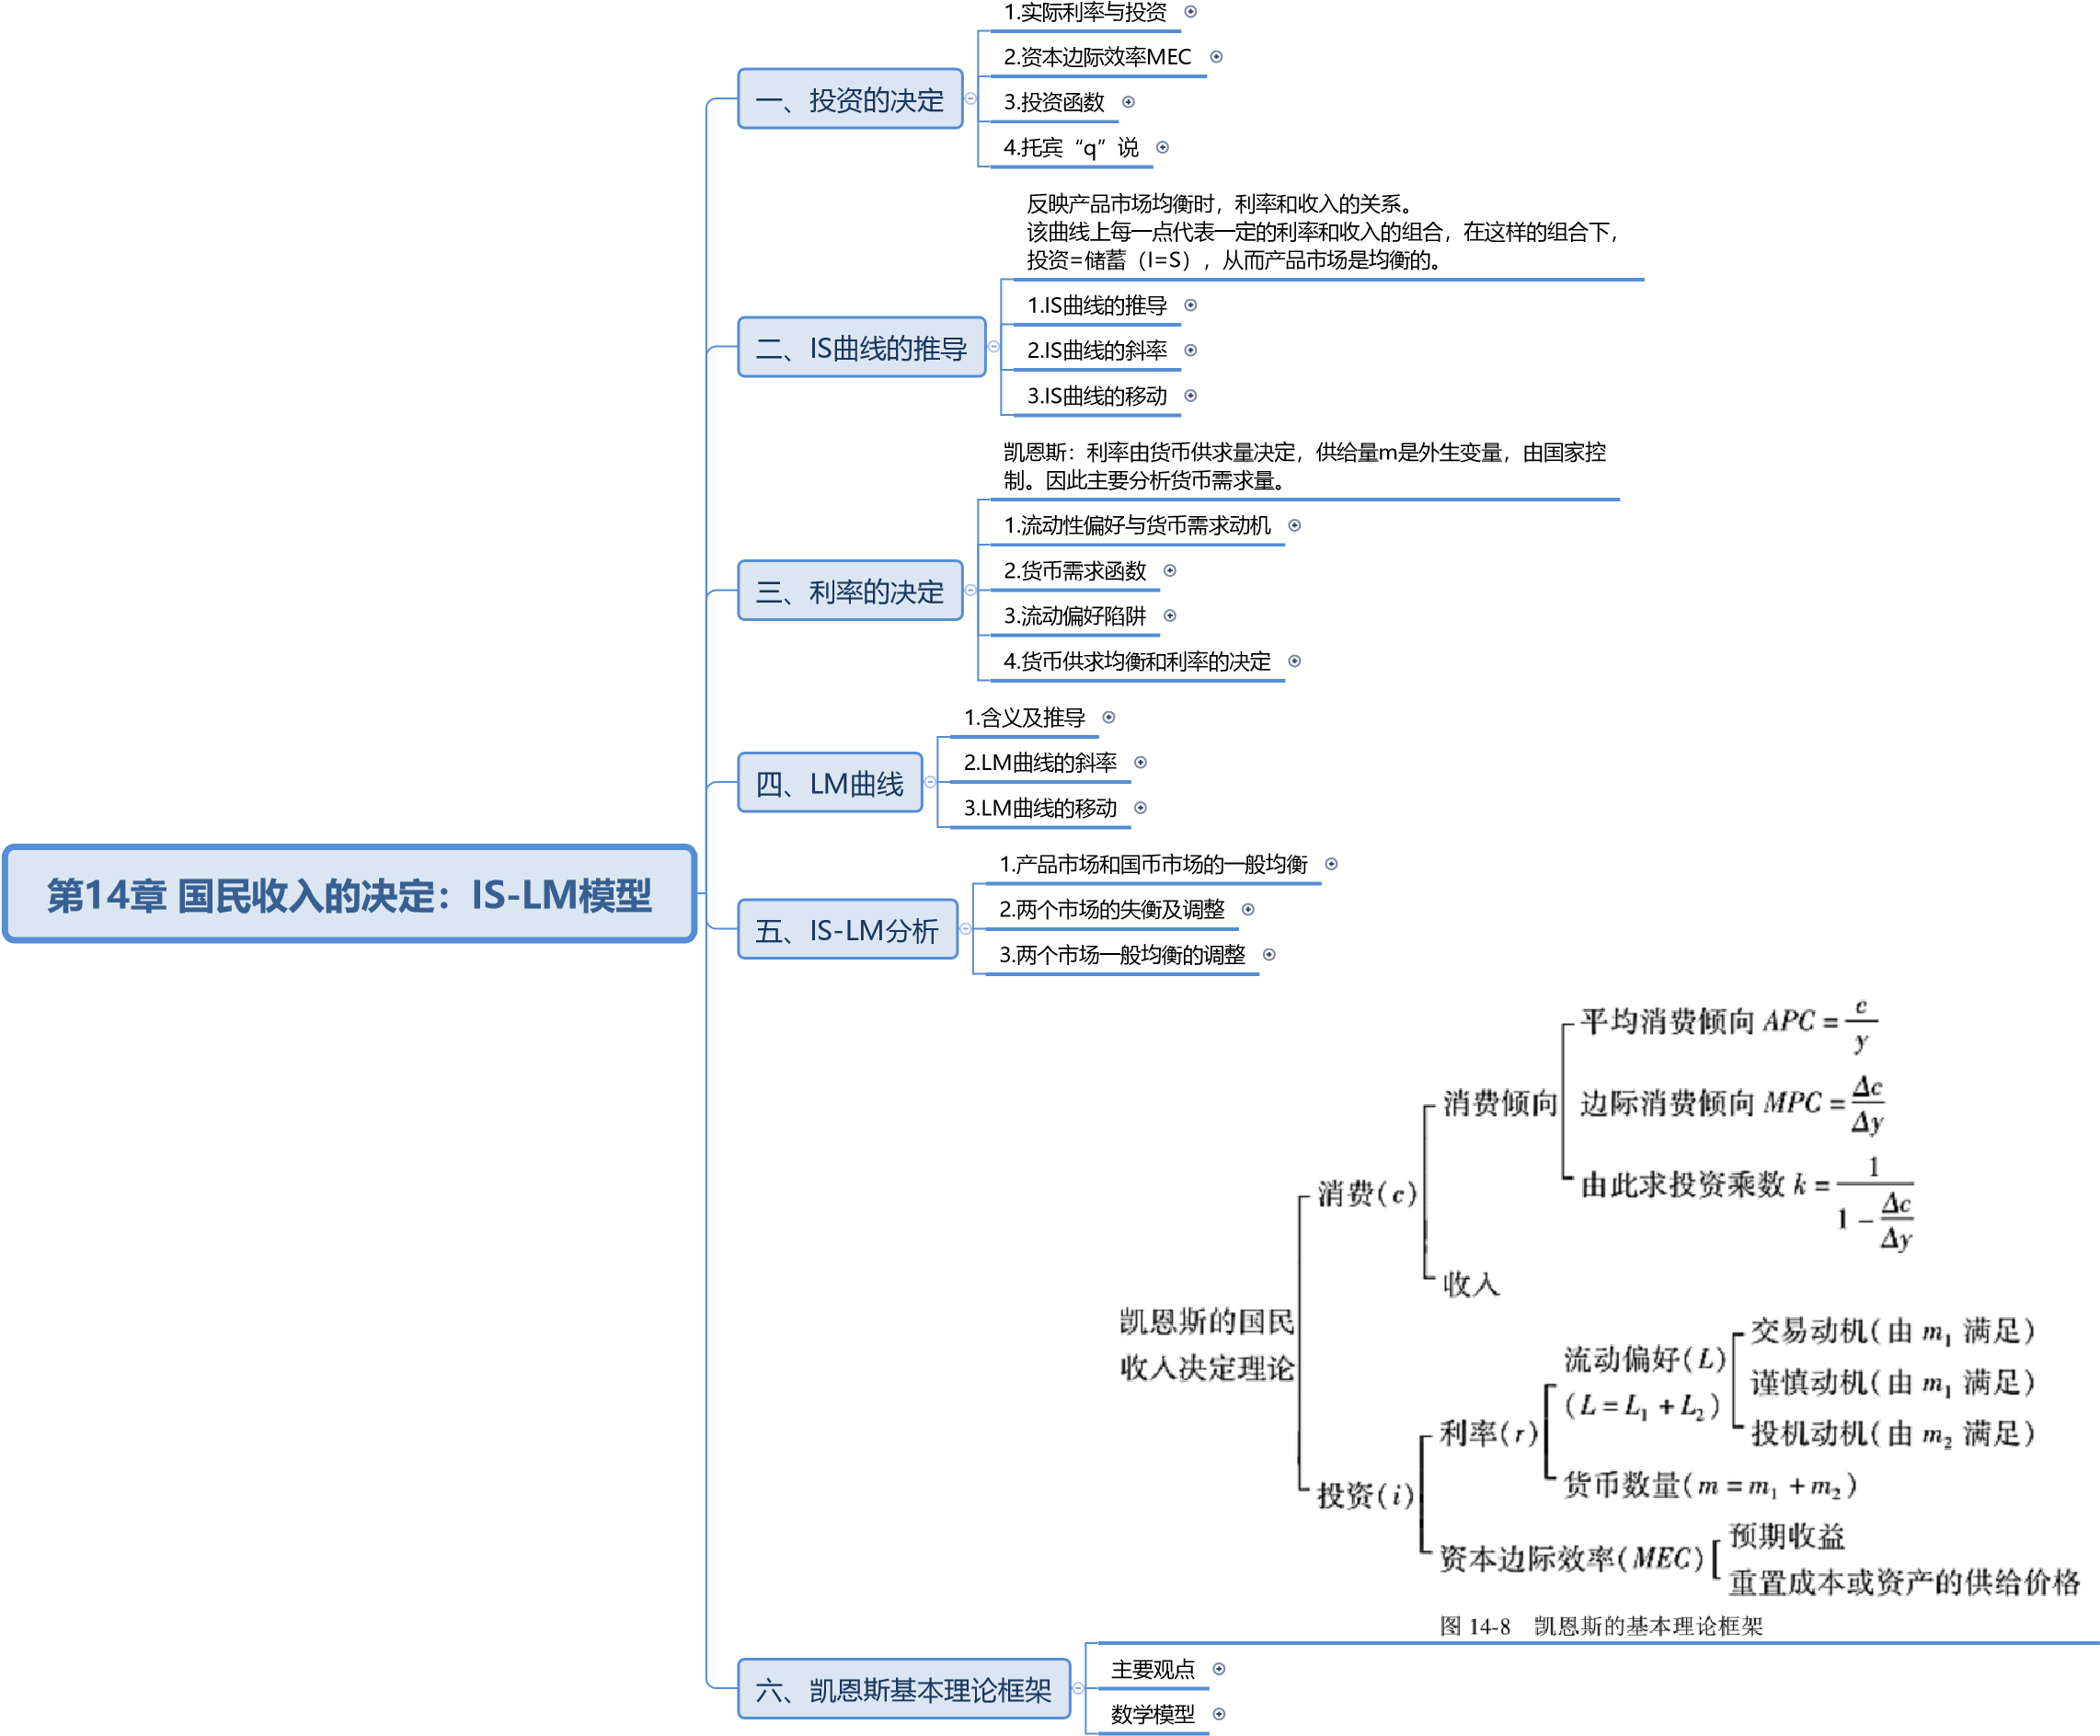 第14章 国民收入的决定：IS-LM模型
一、投资的决定
1.实际利率与投资
2.资本边际效率MEC
3.投资函数
4.托宾“q”说
二、IS曲线的推导
反映产品市场均衡时，利率和收入的关系。
该曲线上每一点代表一定的利率和收入的组合，在这样的组合下，
投资=储蓄（I=S），从而产品市场是均衡的。
1.IS曲线的推导
2.IS曲线的斜率
3.IS曲线的移动
三、利率的决定
凯恩斯：利率由货币供求量决定，供给量m是外生变量，由国家控
制。因此主要分析货币需求量。
1.流动性偏好与货币需求动机
2.货币需求函数
3.流动偏好陷阱
4.货币供求均衡和利率的决定
四、LM曲线
1.含义及推导
2.LM曲线的斜率
3.LM曲线的移动
五、IS-LM分析
1.产品市场和国币市场的一般均衡
2.两个市场的失衡及调整
3.两个市场一般均衡的调整
六、凯恩斯基本理论框架
凯恩斯的国民
收入决定理论
消费(c)
消费倾向
平均消费倾向 APC = c/y
边际消费倾向 MPC = Δc/Δy
由此求投资乘数 k = 1/(1 - Δc/Δy)
收入
投资(i)
利率(r)
流动偏好(L)
(L = L₁ + L₂)
交易动机(由 m₁ 满足)
谨慎动机(由 m₁ 满足)
投机动机(由 m₂ 满足)
货币数量(m = m₁ + m₂)
资本边际效率(MEC)
预期收益
重置成本或资产的供给价格
图 14-8 凯恩斯的基本理论框架
主要观点
数学模型